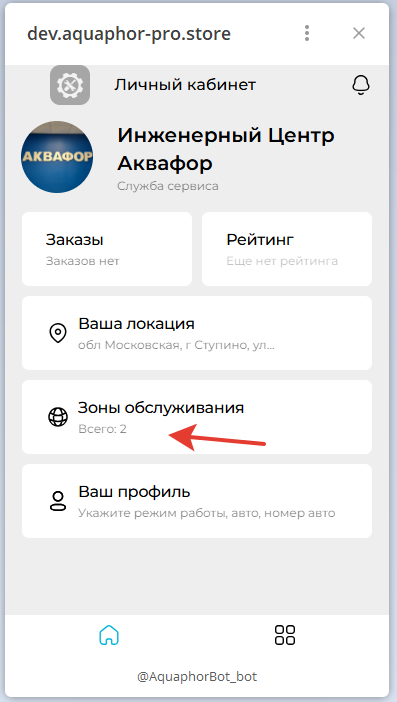 dev.aquaphor-pro.store
Личный кабинет
АКВАФОР
Инженерный Центр
Аквафор
Служба сервиса
Заказы
Заказов нет
Рейтинг
Еще нет рейтинга
Ваша локация
обл Московская, г Ступино, ул...
Зоны обслуживания
Всего: 2
Ваш профиль
Укажите режим работы, авто, номер авто
@AquaphorBot_bot